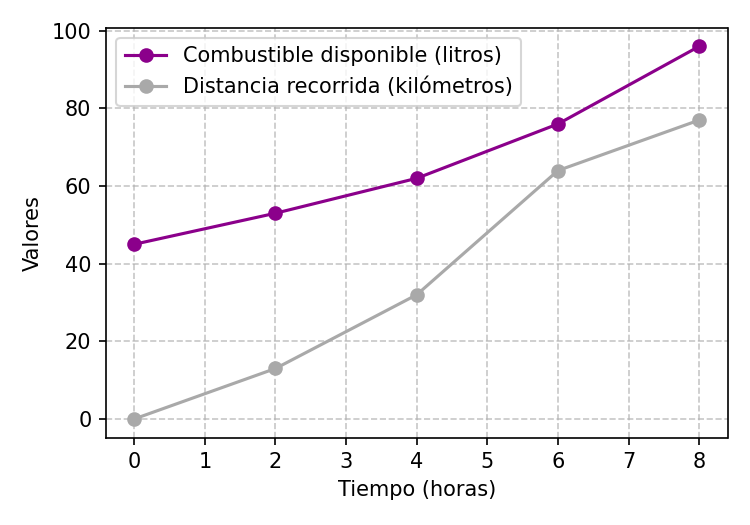 Combustible disponible (litros)
Distancia recorrida (kilómetros)
100
80
60
40
20
0
Valores
0 1 2 3 4 5 6 7 8
Tiempo (horas)